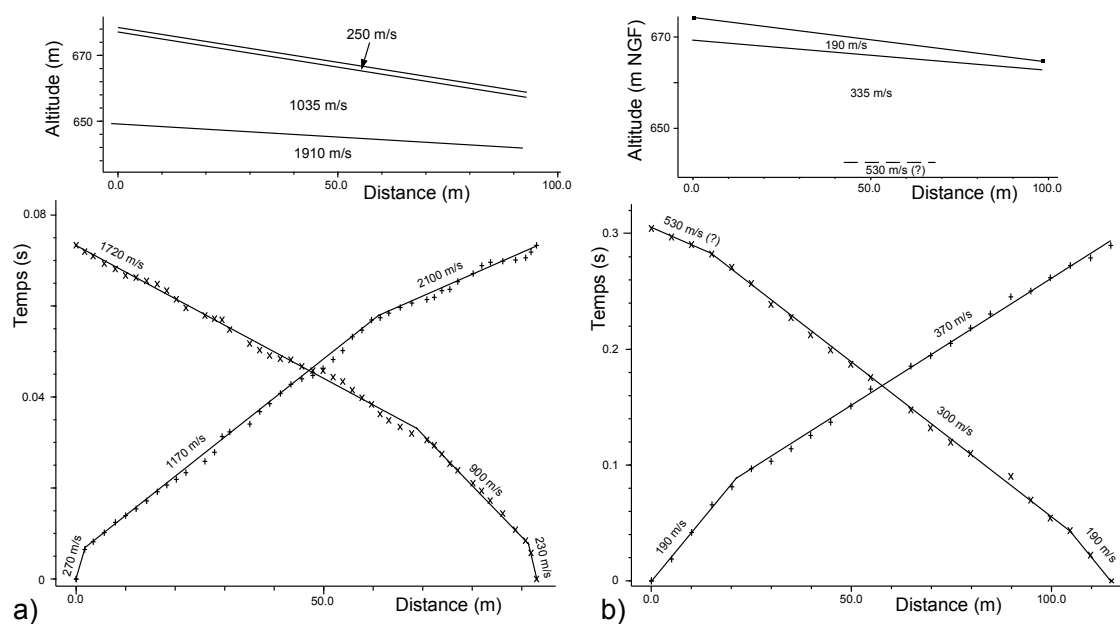 Altitude (m)
670
650
250 m/s
1035 m/s
1910 m/s
0.0
50.0
100.0
Distance (m)
Altitude (m NGF)
670
650
190 m/s
335 m/s
530 m/s (?)
0.0
50.0
100.0
Distance (m)
Temps (s)
0.08
0.04
0
1720 m/s
2100 m/s
1170 m/s
900 m/s
270 m/s
230 m/s
0.0
50.0
Distance (m)
a)
Temps (s)
0.3
0.2
0.1
0
530 m/s (?)
370 m/s
300 m/s
190 m/s
190 m/s
0.0
50.0
100.0
Distance (m)
b)